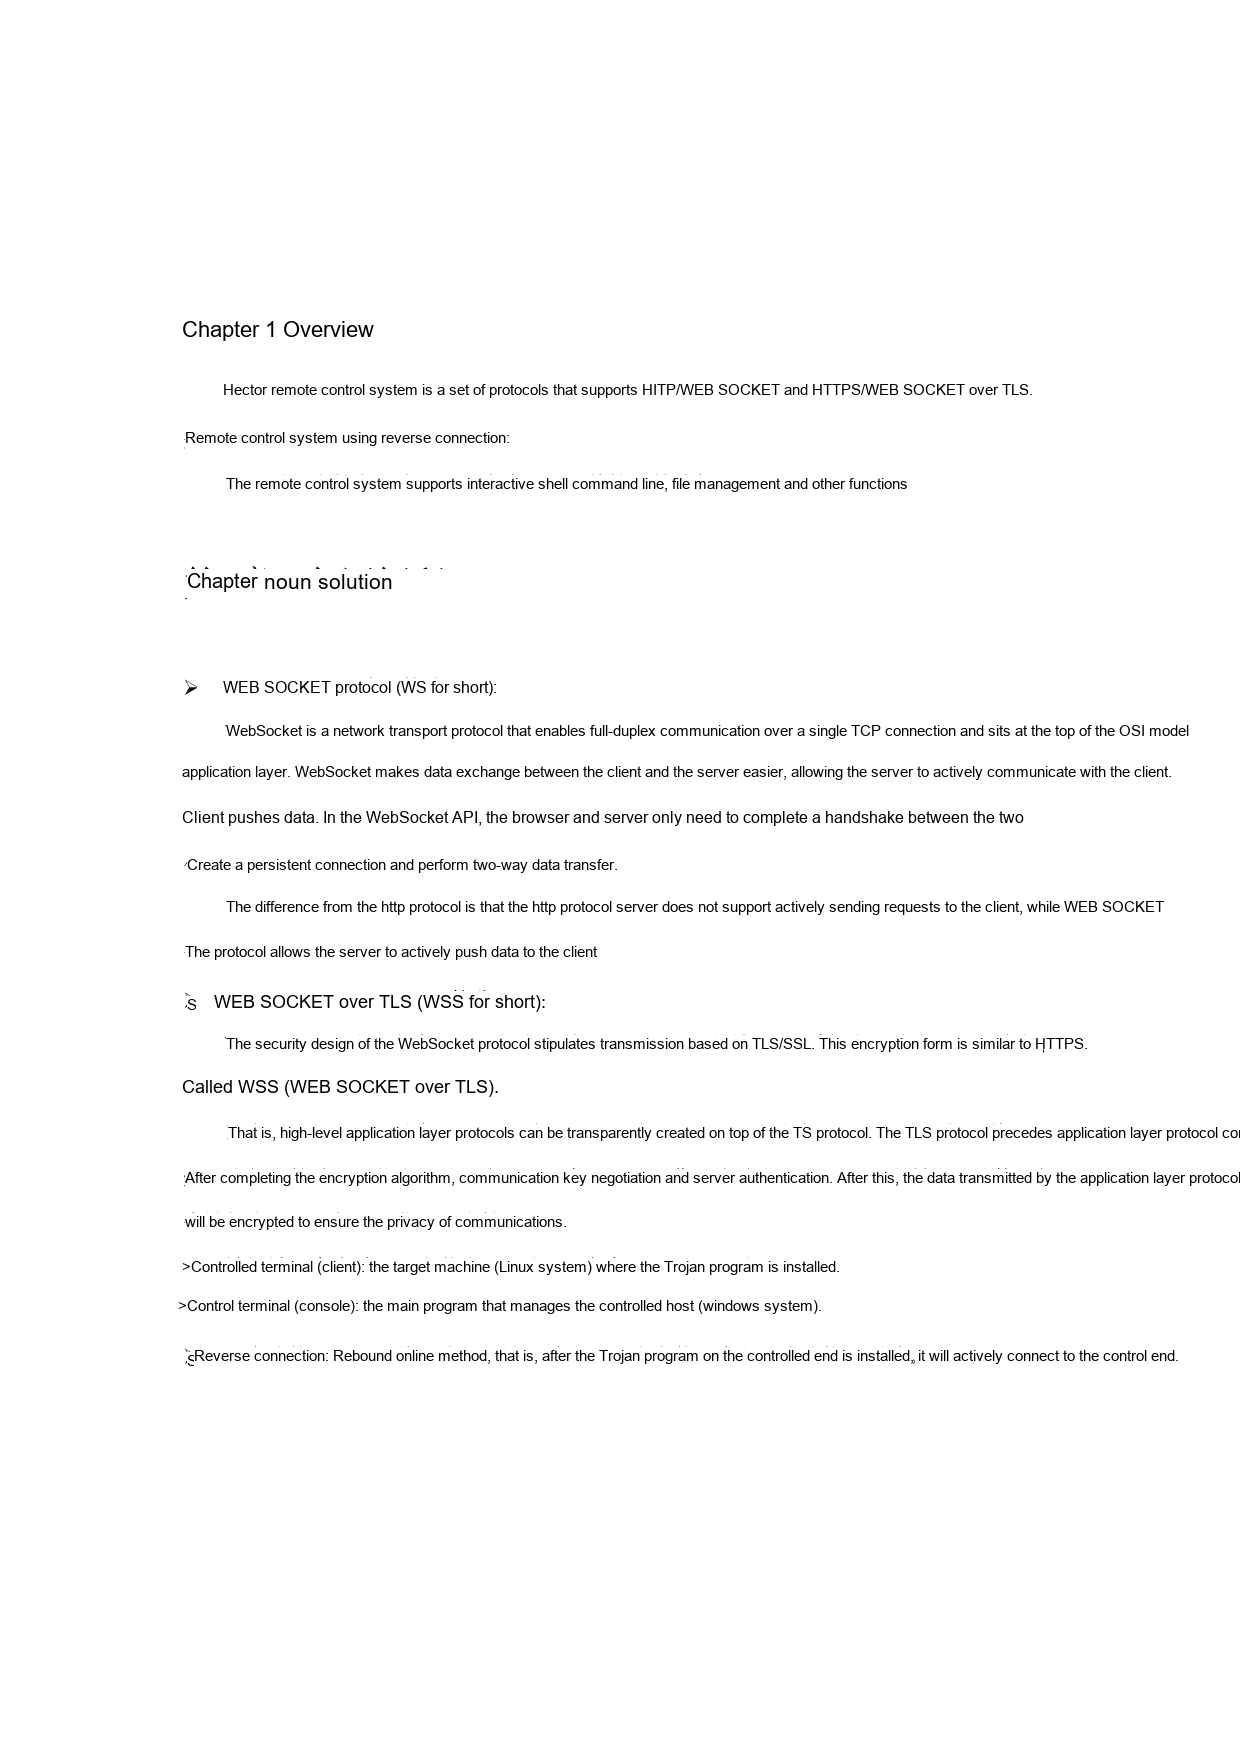 Chapter 1 Overview
Hector remote control system is a set of protocols that supports HITP/WEB SOCKET and HTTPS/WEB SOCKET over TLS.
Remote control system using reverse connection:
The remote control system supports interactive shell command line, file management and other functions
Chapter noun solution
➢ WEB SOCKET protocol (WS for short):
WebSocket is a network transport protocol that enables full-duplex communication over a single TCP connection and sits at the top of the OSI model
application layer. WebSocket makes data exchange between the client and the server easier, allowing the server to actively communicate with the client.
Client pushes data. In the WebSocket API, the browser and server only need to complete a handshake between the two
Create a persistent connection and perform two-way data transfer.
The difference from the http protocol is that the http protocol server does not support actively sending requests to the client, while WEB SOCKET
The protocol allows the server to actively push data to the client
S WEB SOCKET over TLS (WSS for short):
The security design of the WebSocket protocol stipulates transmission based on TLS/SSL. This encryption form is similar to HTTPS.
Called WSS (WEB SOCKET over TLS).
That is, high-level application layer protocols can be transparently created on top of the TS protocol. The TLS protocol precedes application layer protocol
After completing the encryption algorithm, communication key negotiation and server authentication. After this, the data transmitted by the application layer protocol
will be encrypted to ensure the privacy of communications.
>Controlled terminal (client): the target machine (Linux system) where the Trojan program is installed.
>Control terminal (console): the main program that manages the controlled host (windows system).
S Reverse connection: Rebound online method, that is, after the Trojan program on the controlled end is installed, it will actively connect to the control end.